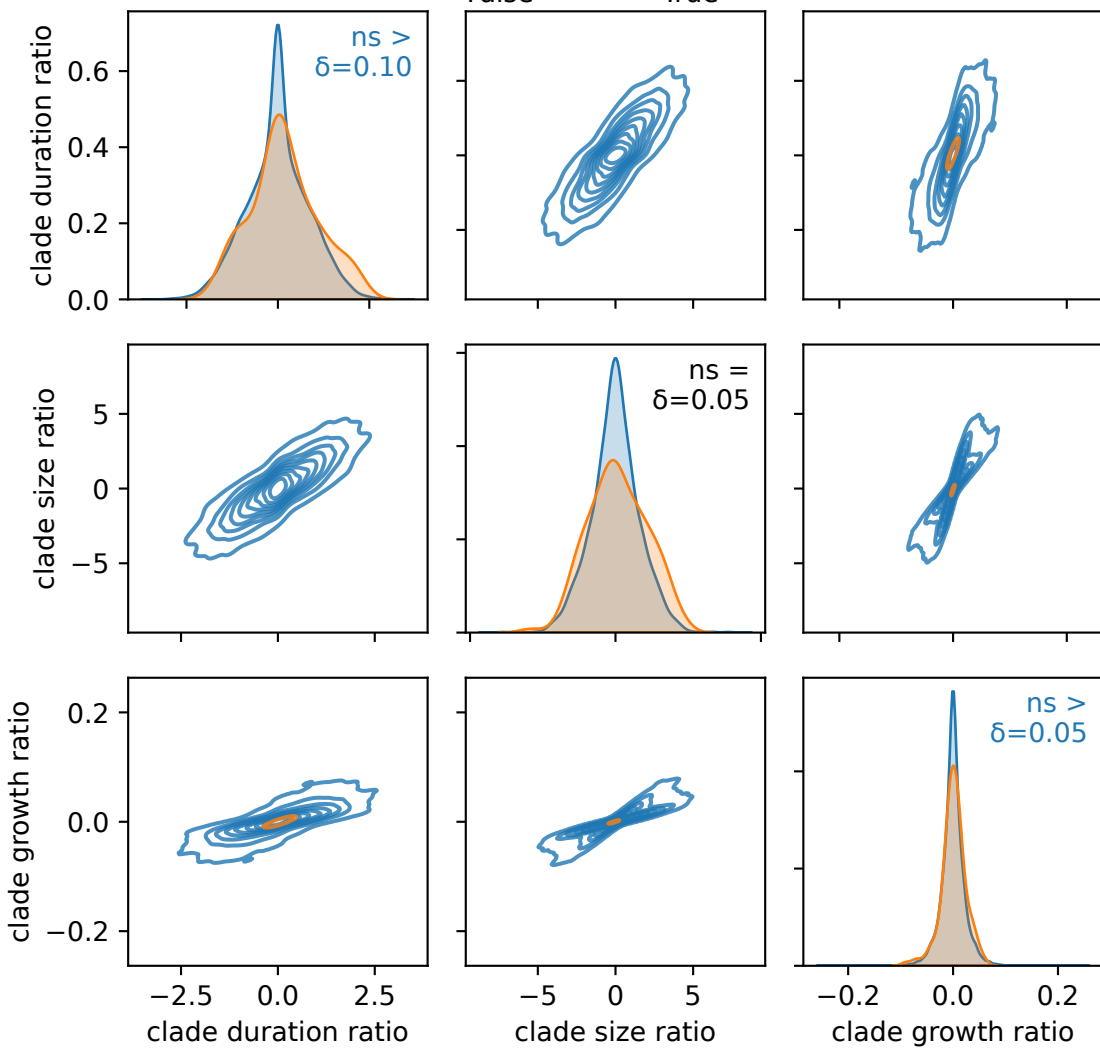 raise True
clade duration ratio
0.6
0.4
0.2
0.0
ns >
δ=0.10
clade size ratio
5
0
−5
ns =
δ=0.05
clade growth ratio
0.2
0.0
−0.2
ns >
δ=0.05
−2.5 0.0 2.5
−5 0 5
−0.2 0.0 0.2
clade duration ratio
clade size ratio
clade growth ratio